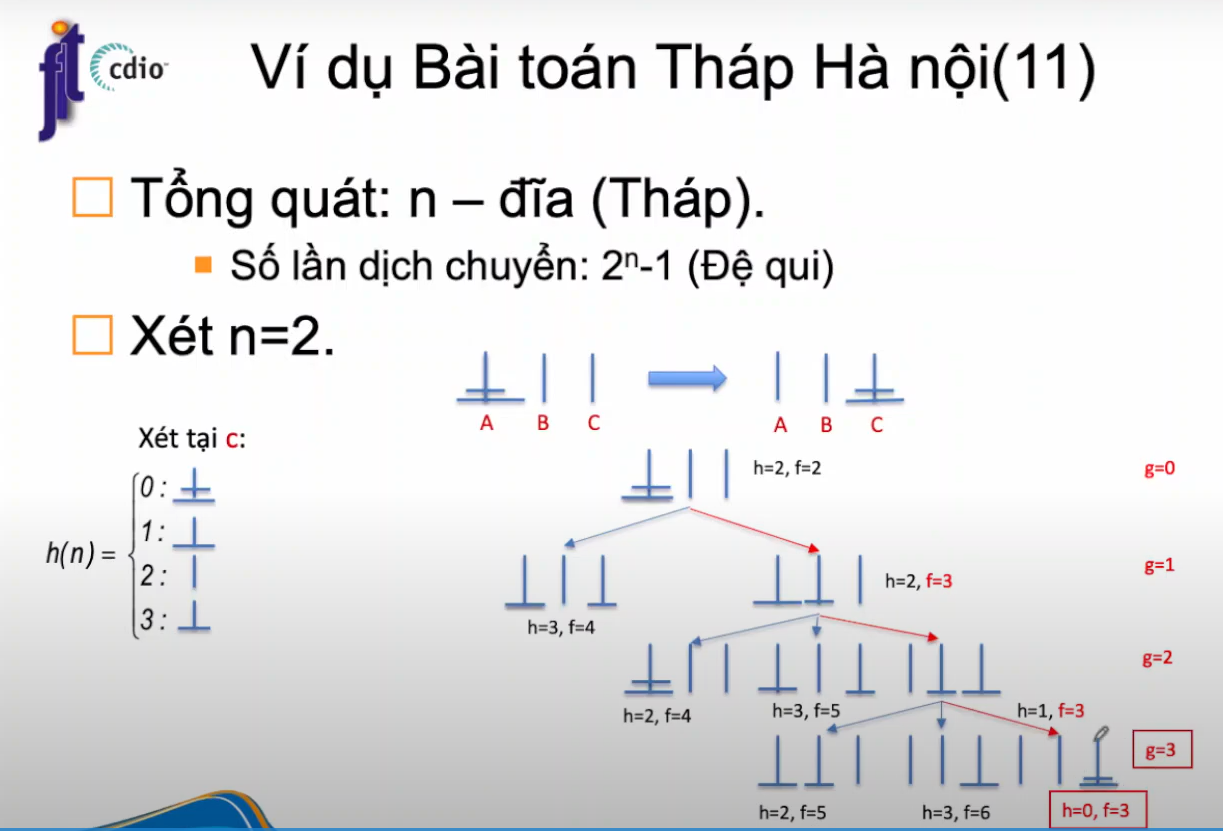 fit cdio
Ví dụ Bài toán Tháp Hà nội(11)
Tổng quát: n – đĩa (Tháp).
Số lần dịch chuyển: 2ⁿ-1 (Đệ qui)
Xét n=2.
A B C
A B C
Xét tại c:
h(n) =
0 :
1 :
2 :
3 :
h=2, f=2
g=0
h=3, f=4
h=2, f=3
g=1
h=2, f=4
h=3, f=5
h=1, f=3
g=2
h=2, f=5
h=3, f=6
h=0, f=3
g=3